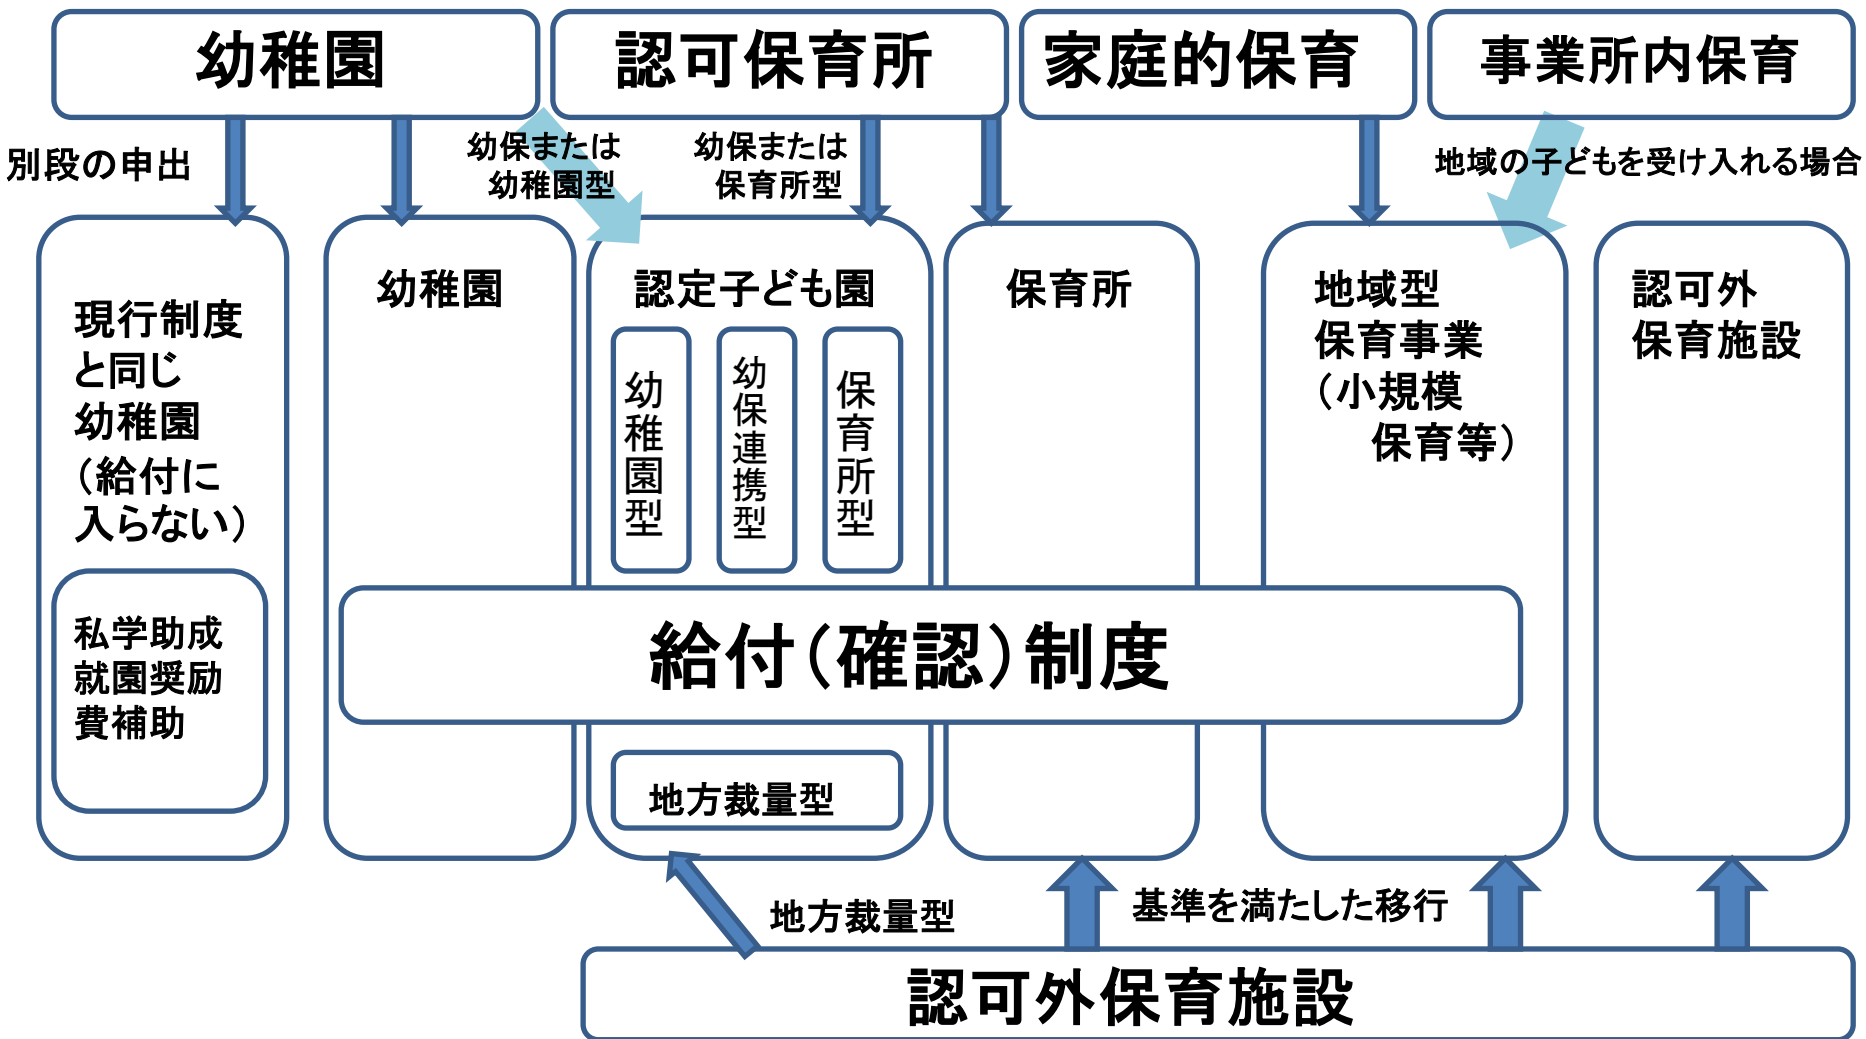 幼稚園
認可保育所
家庭的保育
事業所内保育
別段の申出
幼保または
幼稚園型
幼保または
保育所型
地域の子どもを受け入れる場合
現行制度
と同じ
幼稚園
（給付に
入らない）
私学助成
就園奨励
費補助
幼稚園
認定子ども園
幼稚園型
幼保連携型
保育所型
保育所
地域型
保育事業
（小規模
保育等）
認可外
保育施設
給付（確認）制度
地方裁量型
地方裁量型
基準を満たした移行
認可外保育施設